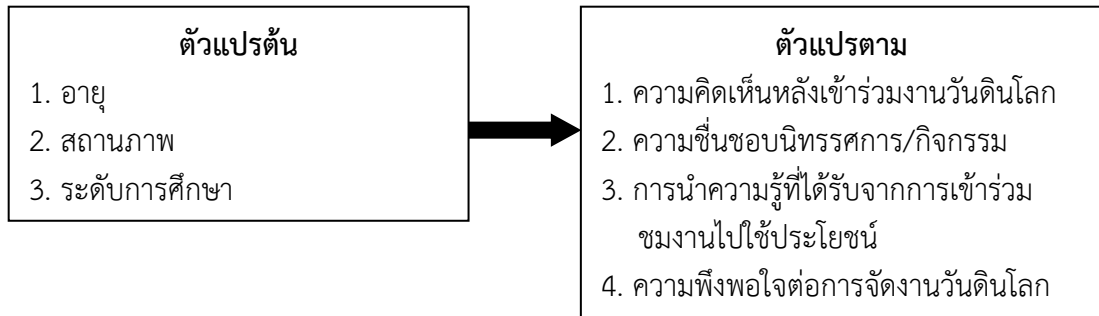 ตัวแปรต้น
1. อายุ
2. สถานภาพ
3. ระดับการศึกษา
ตัวแปรตาม
1. ความคิดเห็นหลังเข้าร่วมงานวันดินโลก
2. ความชื่นชอบนิทรรศการ/กิจกรรม
3. การนำความรู้ที่ได้รับจากการเข้าร่วม
ชมงานไปใช้ประโยชน์
4. ความพึงพอใจต่อการจัดงานวันดินโลก